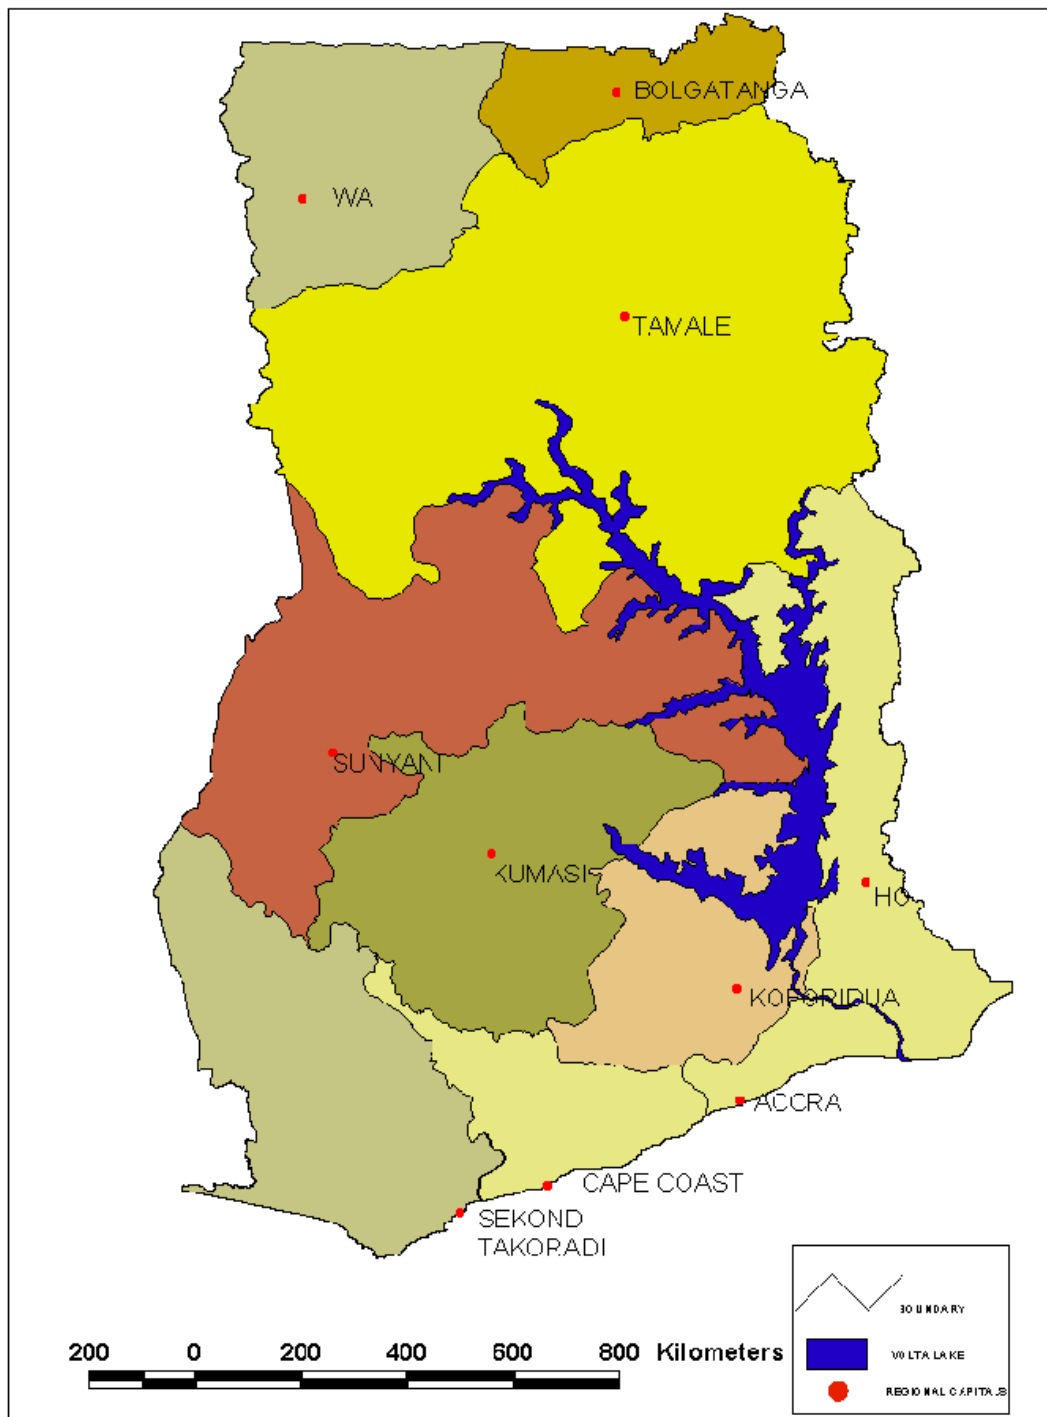 BOLGATANGA
WA
TAMALE
SUNYANI
KUMASI
HO
KOFORIDUA
ACCRA
CAPE COAST
SEKOND
TAKORADI
BOUNDARY
200 0 200 400 600 800 Kilometers
VOLTA LAKE
REGIONAL CAPITALS